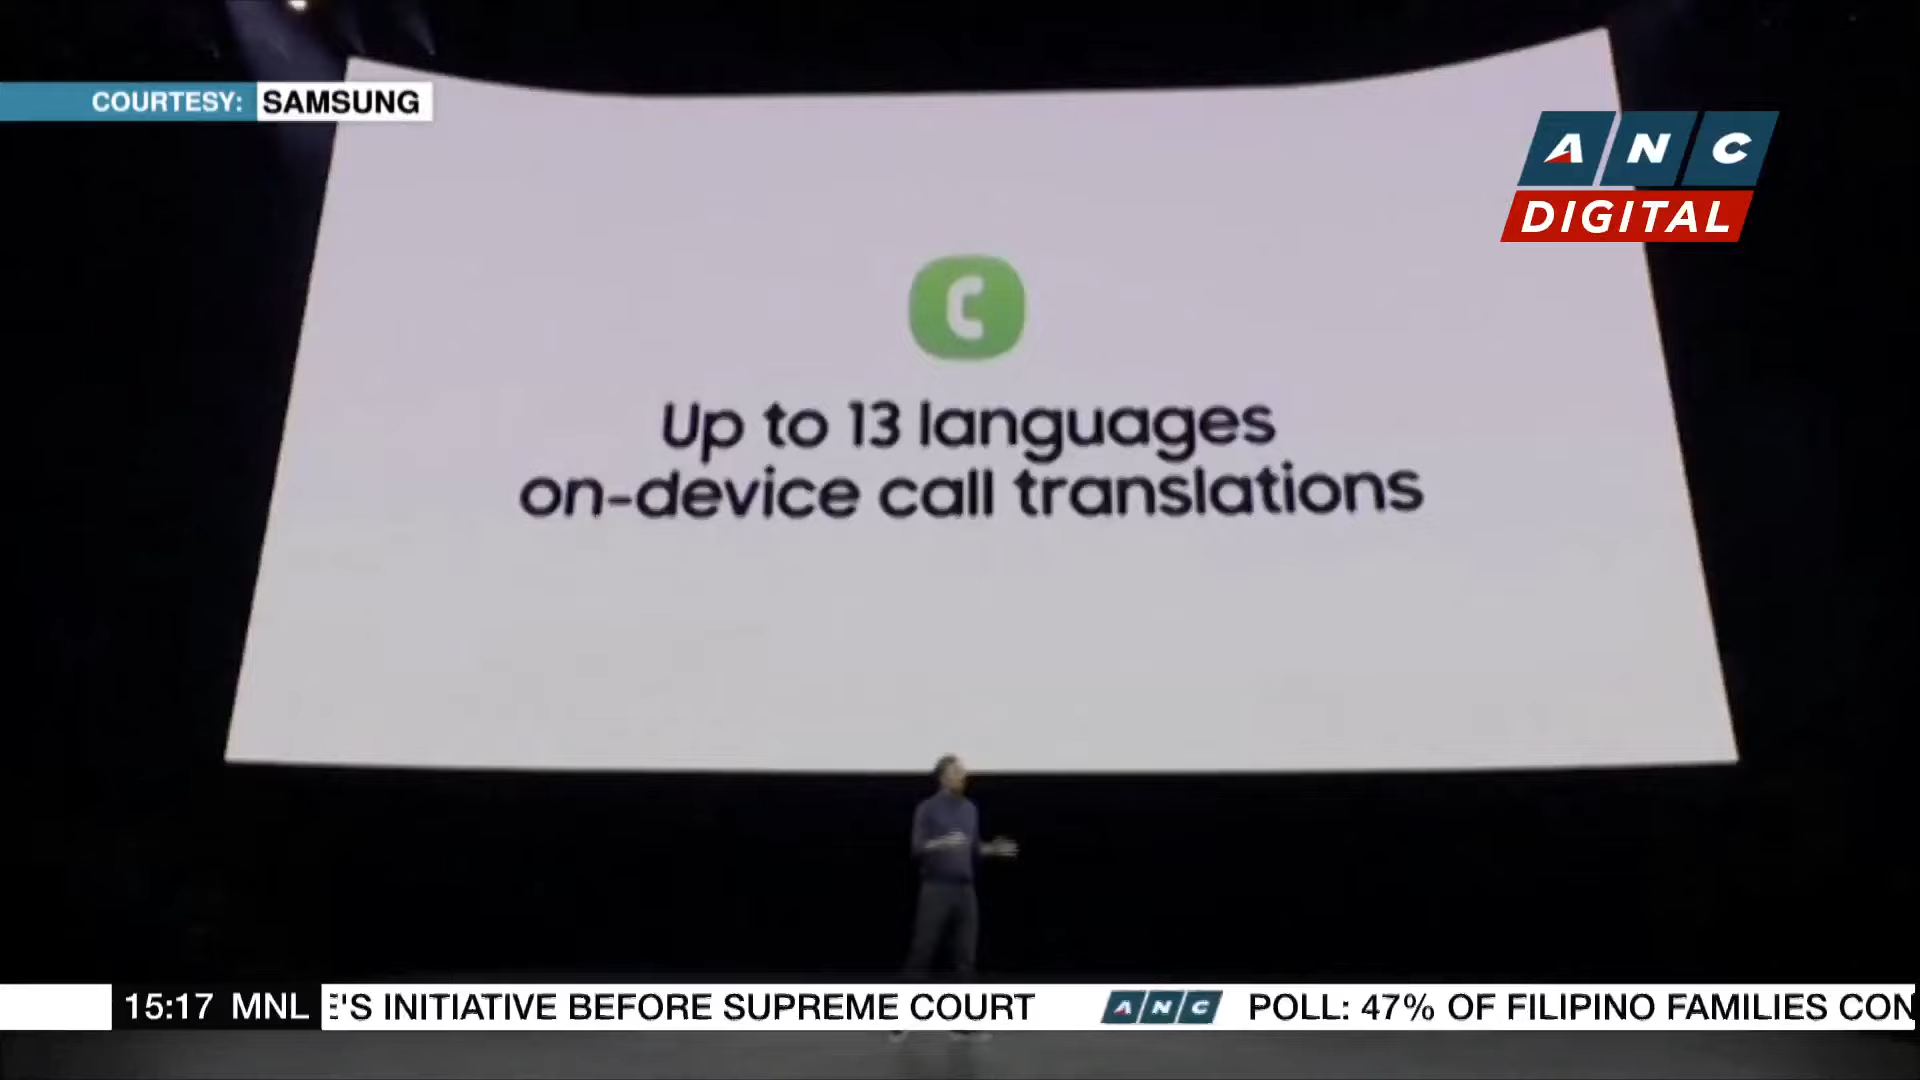 COURTESY: SAMSUNG
ANC
DIGITAL
Up to 13 languages
on-device call translations
15:17 MNL
'S INITIATIVE BEFORE SUPREME COURT ANC POLL: 47% OF FILIPINO FAMILIES CON